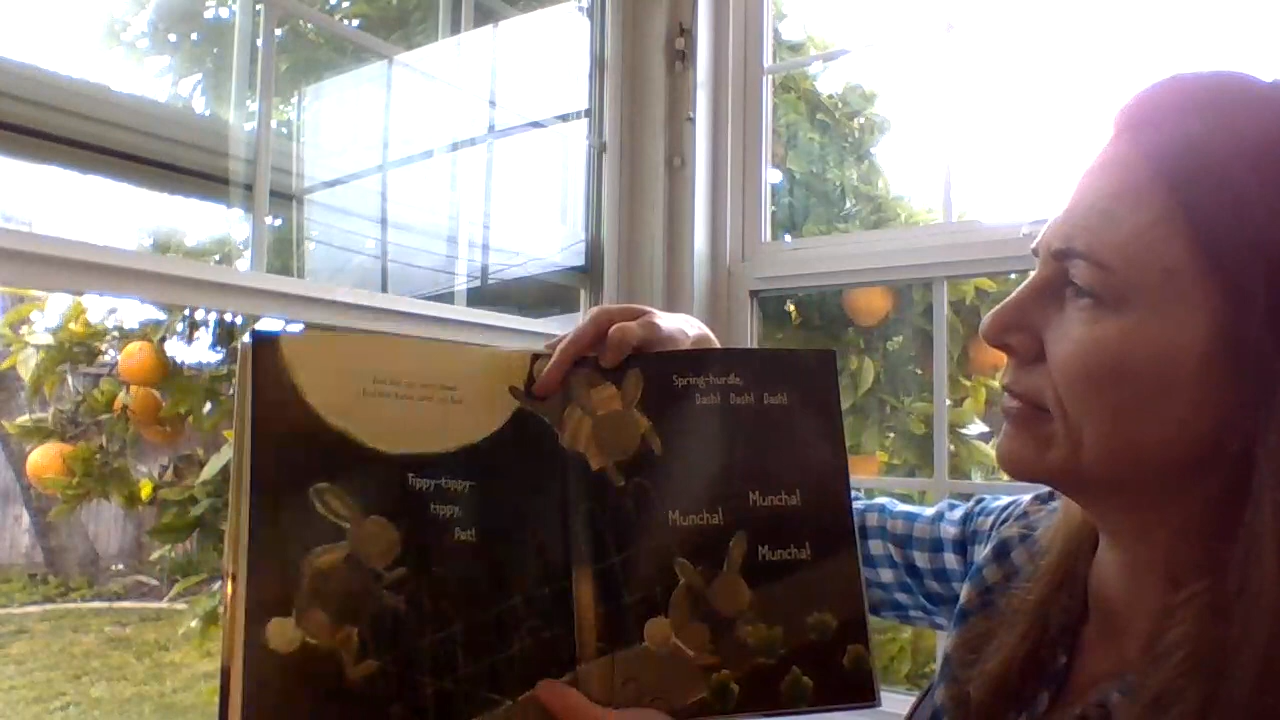 Tippy-tippy-
tippy,
Pat!
Spring-hurdle,
Dash! Dash! Dash!
Muncha!
Muncha!
Muncha!